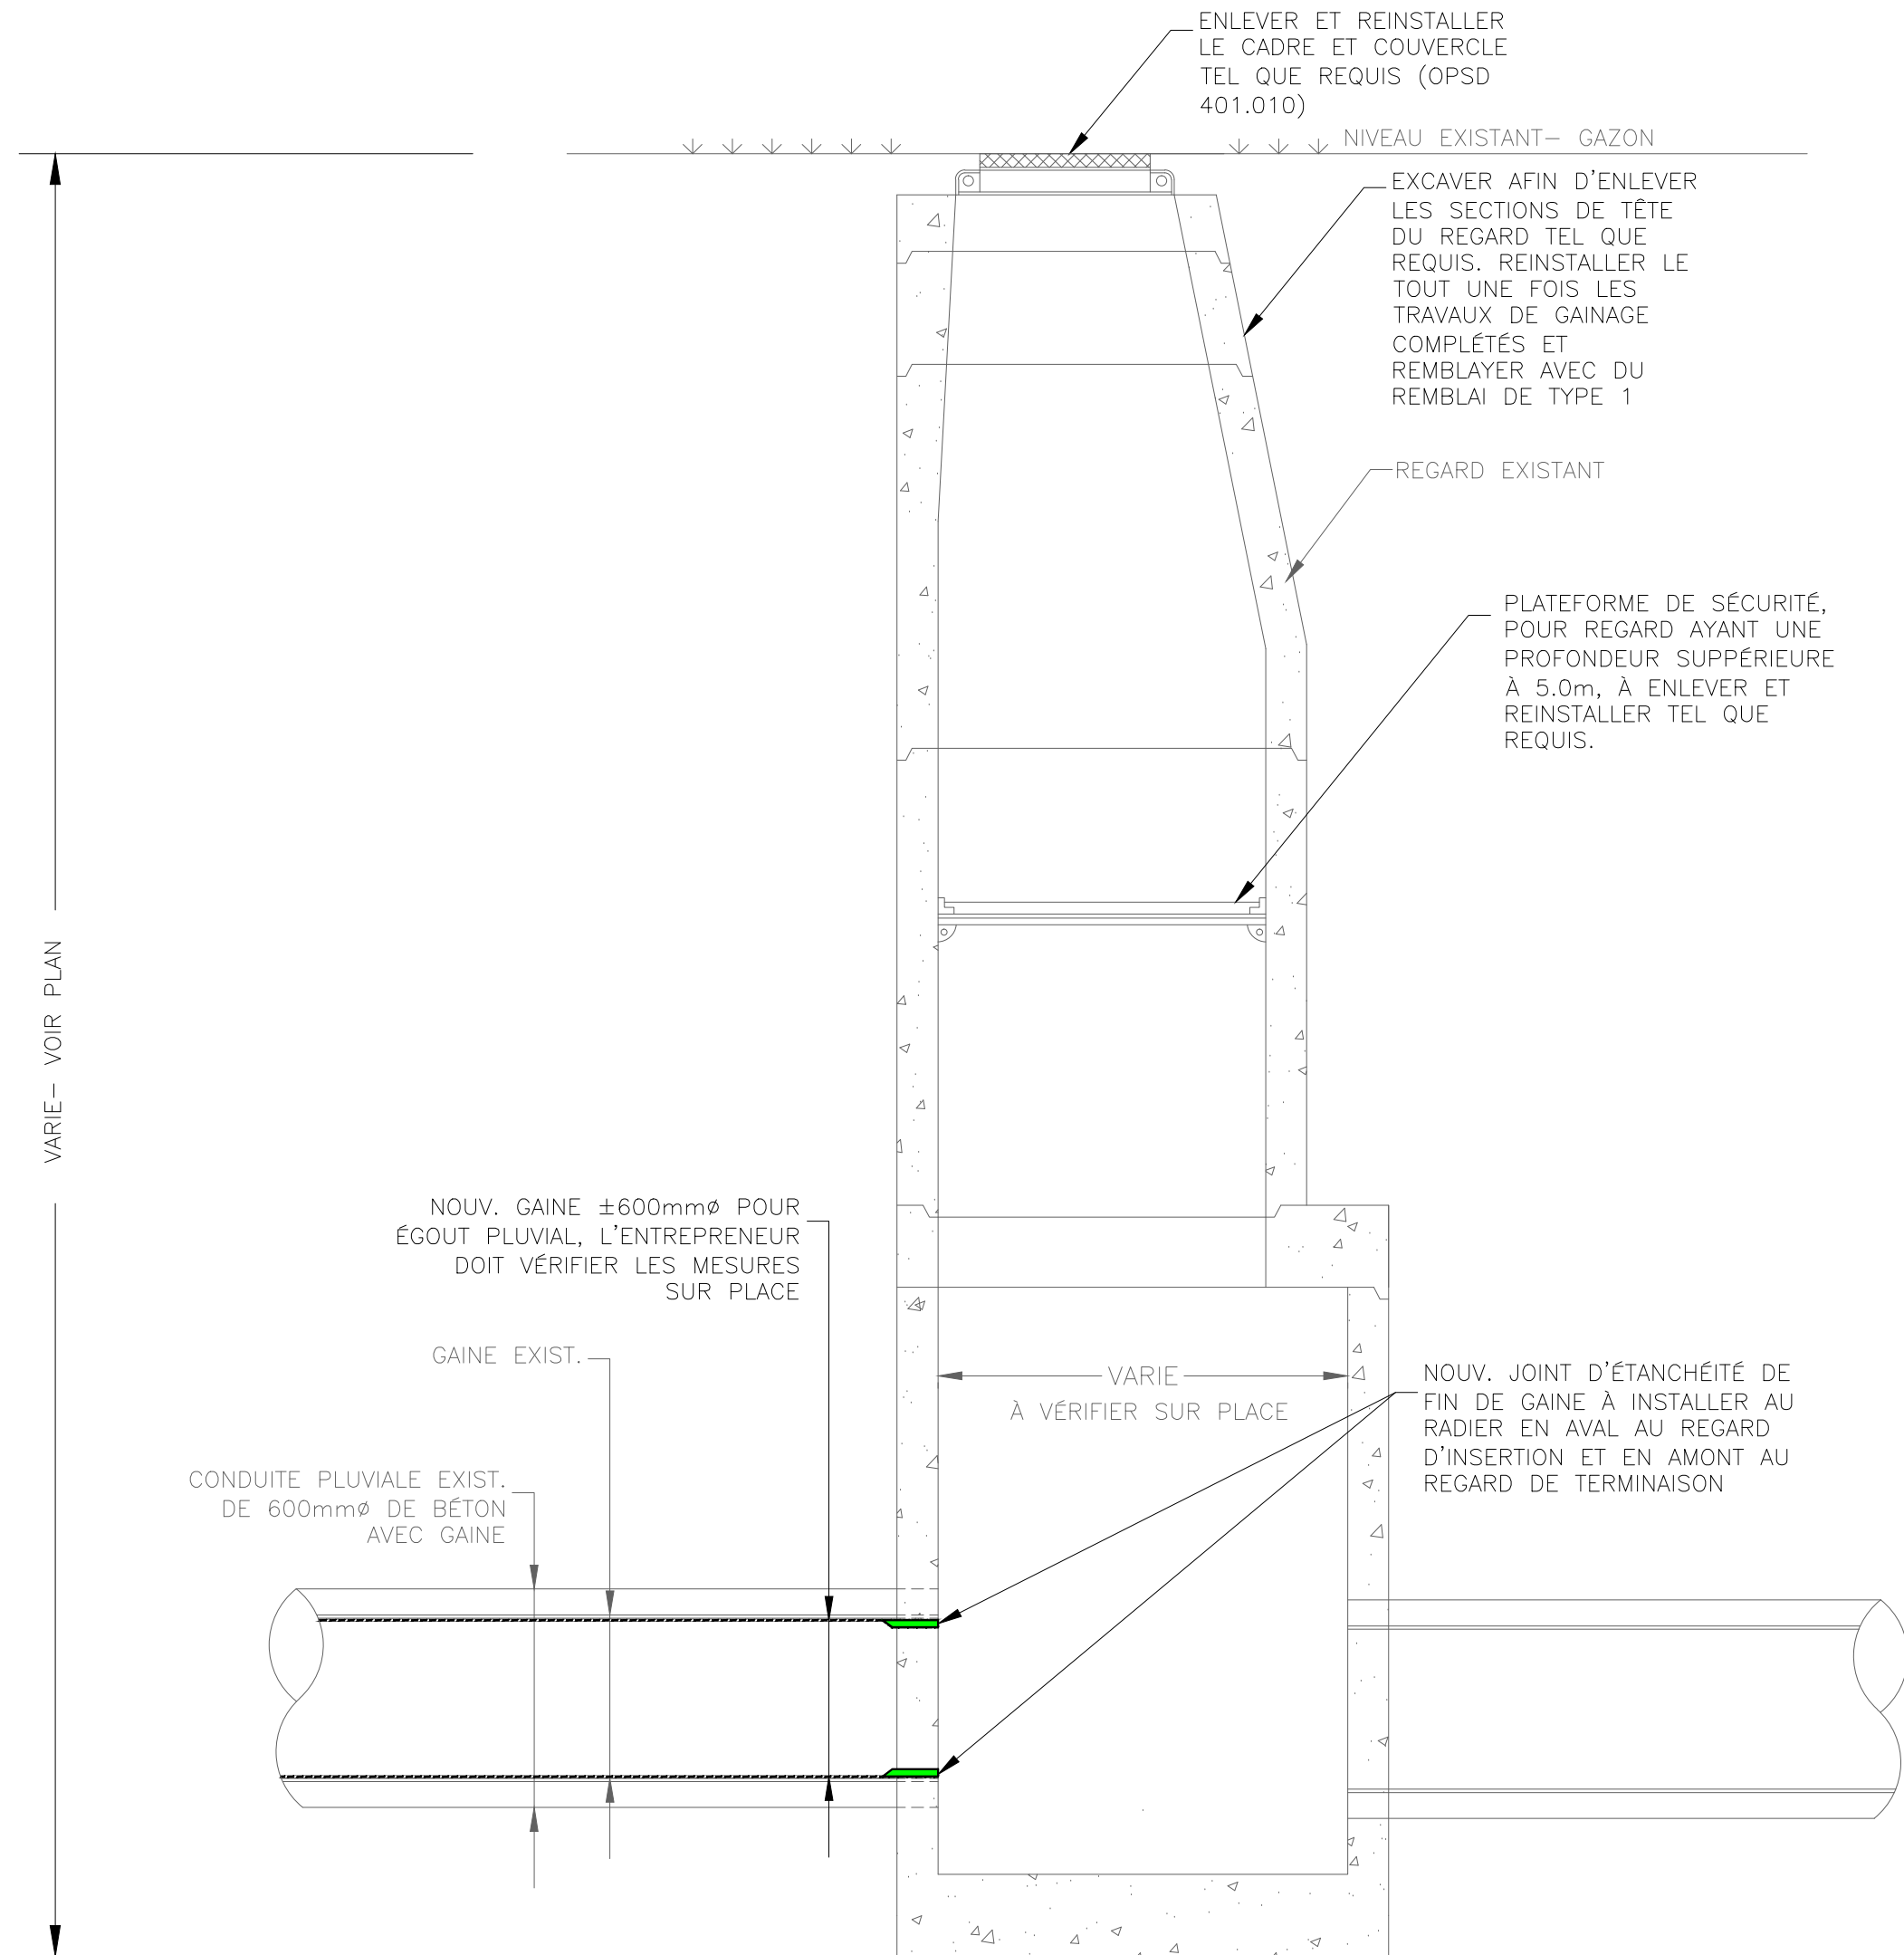 ENLEVER ET REINSTALLER
LE CADRE ET COUVERCLE
TEL QUE REQUIS (OPSD
401.010)
NIVEAU EXISTANT- GAZON
EXCAVER AFIN D'ENLEVER
LES SECTIONS DE TÊTE
DU REGARD TEL QUE
REQUIS. REINSTALLER LE
TOUT UNE FOIS LES
TRAVAUX DE GAINAGE
COMPLÉTÉS ET
REMBLAYER AVEC DU
REMBLAI DE TYPE 1
REGARD EXISTANT
PLATEFORME DE SÉCURITÉ,
POUR REGARD AYANT UNE
PROFONDEUR SUPPÉRIEURE
À 5.0m, À ENLEVER ET
REINSTALLER TEL QUE
REQUIS.
VARIE- VOIR PLAN
NOUV. GAINE ±600mmø POUR
ÉGOUT PLUVIAL, L'ENTREPRENEUR
DOIT VÉRIFIER LES MESURES
SUR PLACE
GAINE EXIST.
VARIE
À VÉRIFIER SUR PLACE
NOUV. JOINT D'ÉTANCHÉITÉ DE
FIN DE GAINE À INSTALLER AU
RADIER EN AVAL AU REGARD
D'INSERTION ET EN AMONT AU
REGARD DE TERMINAISON
CONDUITE PLUVIALE EXIST.
DE 600mmø DE BÉTON
AVEC GAINE